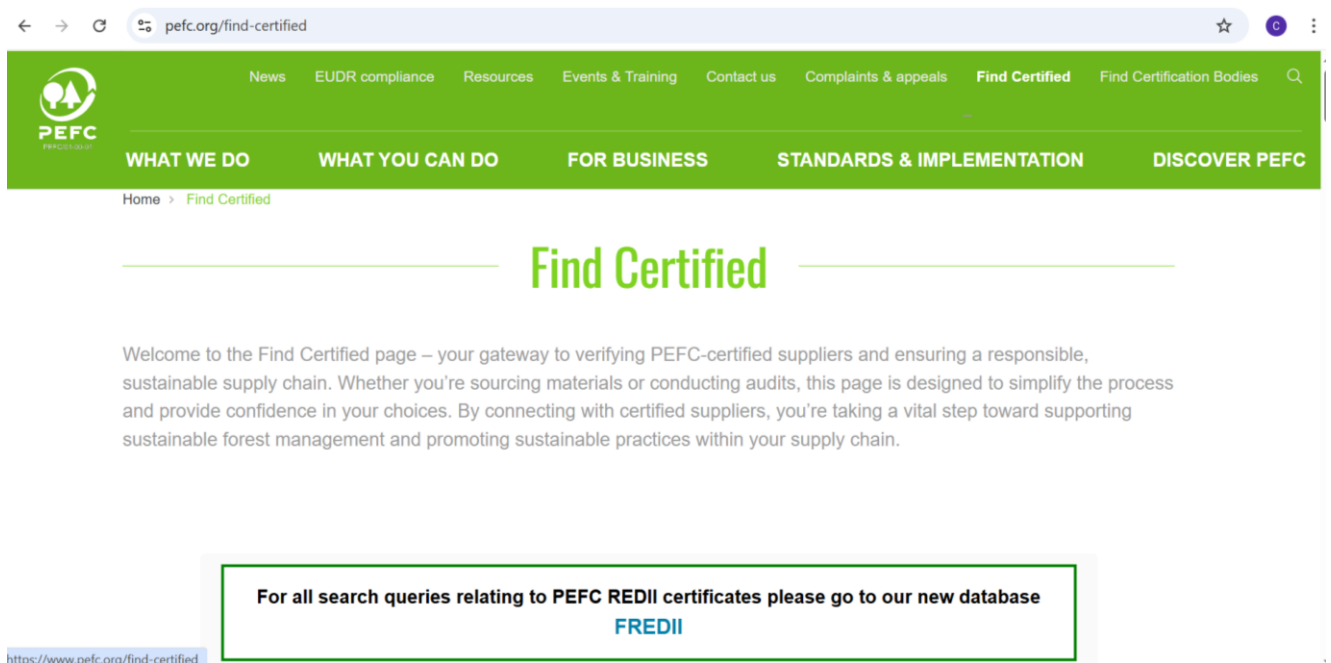 pefc.org/find-certified
C
News EUDR compliance Resources Events & Training Contact us Complaints & appeals Find Certified Find Certification Bodies
PEFC
WHAT WE DO WHAT YOU CAN DO FOR BUSINESS STANDARDS & IMPLEMENTATION DISCOVER PEFC
Home > Find Certified
Find Certified
Welcome to the Find Certified page – your gateway to verifying PEFC-certified suppliers and ensuring a responsible,
sustainable supply chain. Whether you're sourcing materials or conducting audits, this page is designed to simplify the process
and provide confidence in your choices. By connecting with certified suppliers, you're taking a vital step toward supporting
sustainable forest management and promoting sustainable practices within your supply chain.
For all search queries relating to PEFC REDII certificates please go to our new database
FREDII
https://www.pefc.org/find-certified